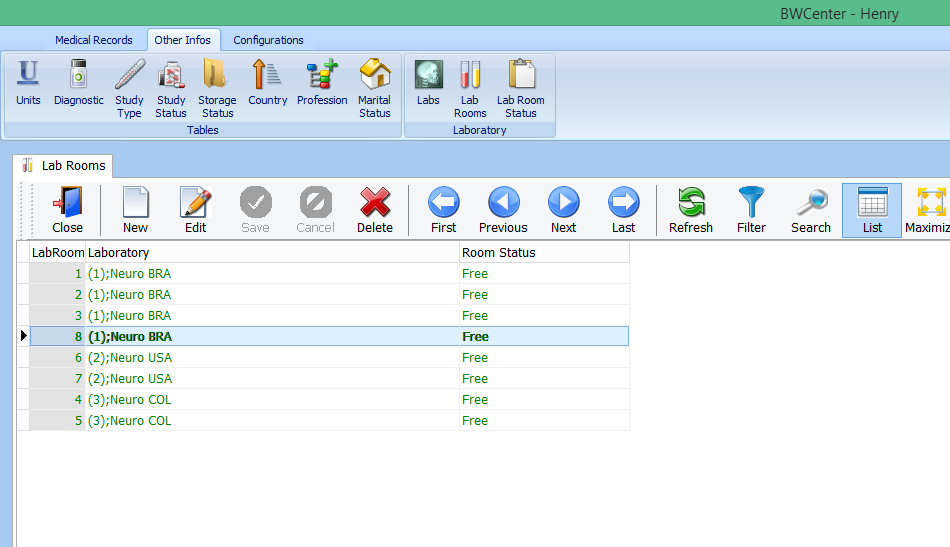 BWCenter - Henry
Medical Records Other Infos Configurations
Units Diagnostic Study Type Study Status Storage Status Country Profession Marital Status Labs Lab Rooms Lab Room Status
Tables Laboratory
Lab Rooms
Close New Edit Save Cancel Delete First Previous Next Last Refresh Filter Search List Maximiz
LabRoom Laboratory Room Status
1 (1);Neuro BRA Free
2 (1);Neuro BRA Free
3 (1);Neuro BRA Free
8 (1);Neuro BRA Free
6 (2);Neuro USA Free
7 (2);Neuro USA Free
4 (3);Neuro COL Free
5 (3);Neuro COL Free